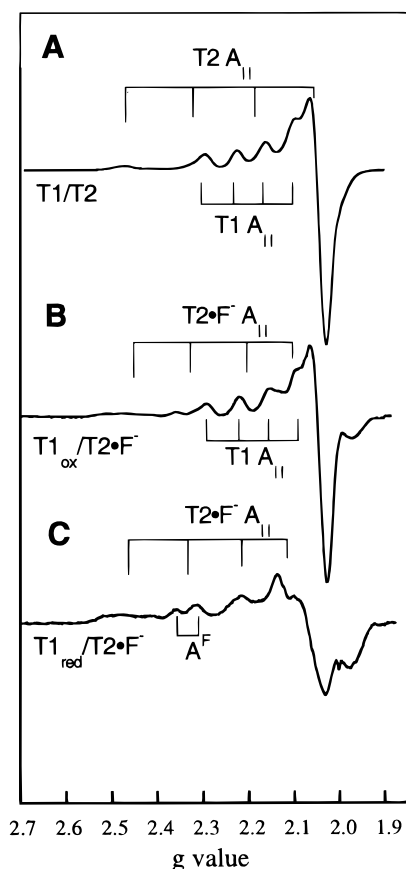 A
T2 A||
T1/T2
T1 A||
B
T2•F⁻ A||
T1ox/T2•F⁻
T1 A||
C
T2•F⁻ A||
T1red/T2•F⁻
Aᶠ
2.7 2.6 2.5 2.4 2.3 2.2 2.1 2.0 1.9
g value